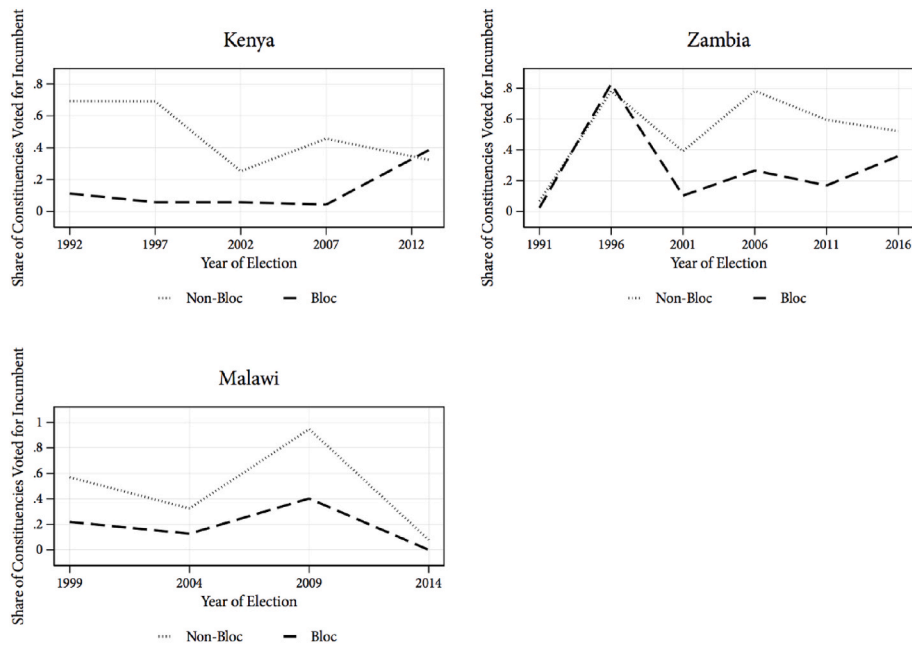 Kenya
Share of Constituencies Voted for Incumbent
.8
.6
.4
.2
0
1992 1997 2002 2007 2012
Year of Election
Non-Bloc Bloc
Zambia
Share of Constituencies Voted for Incumbent
.8
.6
.4
.2
0
1991 1996 2001 2006 2011 2016
Year of Election
Non-Bloc Bloc
Malawi
Share of Constituencies Voted for Incumbent
1
.8
.6
.4
.2
0
1999 2004 2009 2014
Year of Election
Non-Bloc Bloc